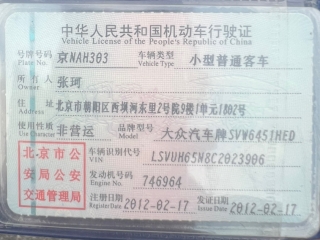 中华人民共和国机动车行驶证
Vehicle License of the People's Republic of China
号牌号码 京NAH303 车辆类型 小型普通客车
Plate No. Vehicle Type
所有人 张珂
Owner
住址 北京市朝阳区西坝河东里2号院9楼1单元1802号
Address
使用性质 非营运 品牌型号 大众汽车牌SVW6451HED
Use Character Model
北京市公安局公安交通管理局
车辆识别代号 LSVUH65N8C2023906
VIN
发动机号码 746964
Engine No.
注册日期 2012-02-17 发证日期 2012-02-17
Register Date Issue Date